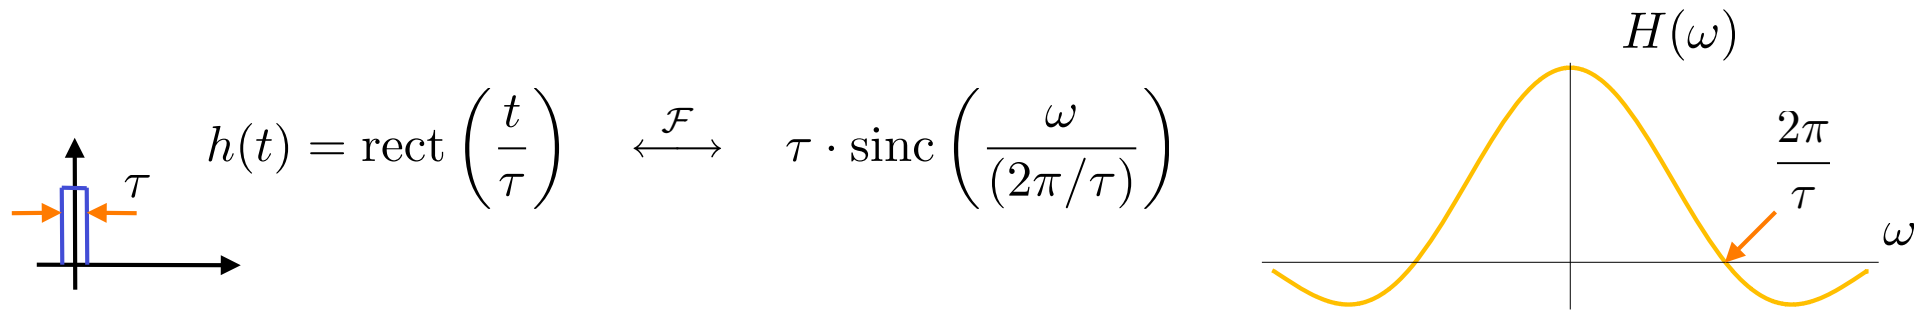 τ
h(t) = rect(t/τ) ⟷ᶠ τ · sinc(ω/(2π/τ))
H(ω)
2π/τ
ω